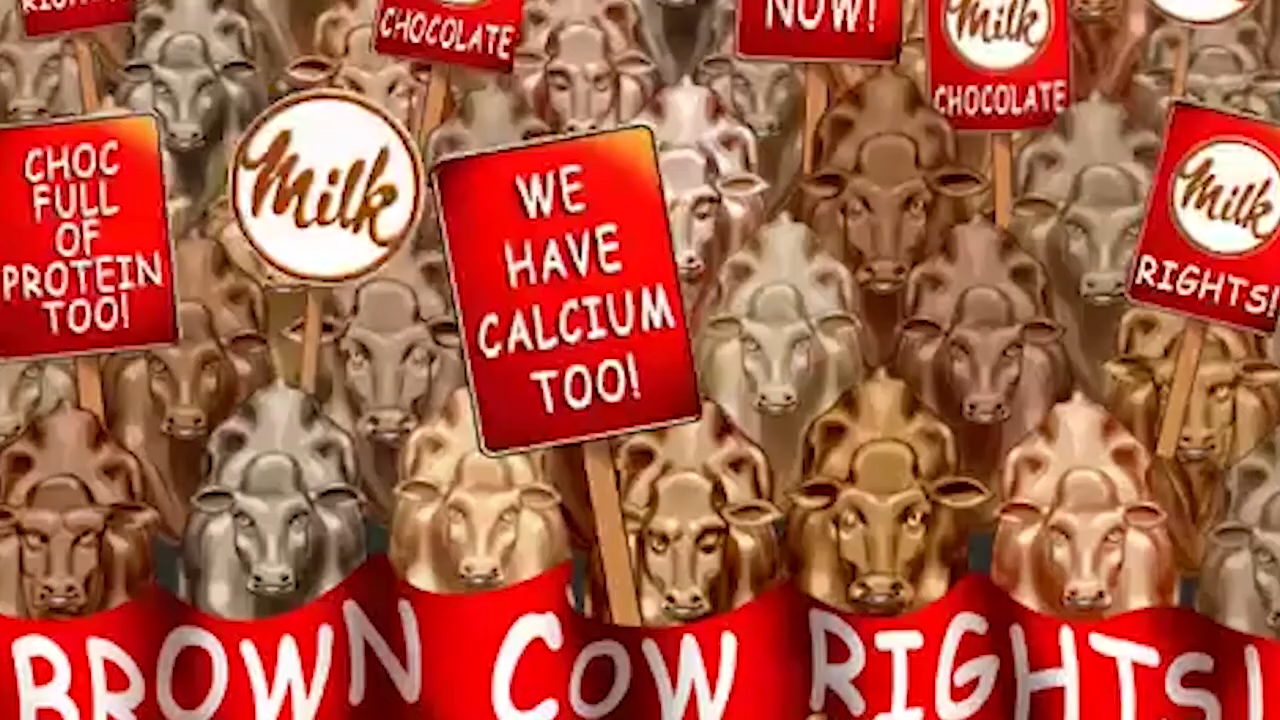 CHOCOLATE
NOW!
Milk
CHOCOLATE
CHOC
FULL
OF
PROTEIN
TOO!
Milk
WE
HAVE
CALCIUM
TOO!
Milk
RIGHTS!
BROWN COW RIGHTS!